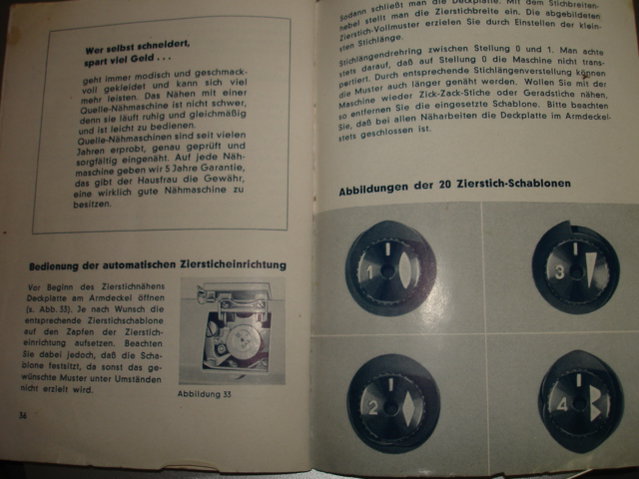 Wer selbst schneidert,
spart viel Geld . . .
geht immer modisch und geschmack-
voll gekleidet und kann sich viel
mehr leisten. Das Nähen mit einer
Quelle-Nähmaschine ist nicht schwer,
denn sie läuft ruhig und gleichmäßig
und ist leicht zu bedienen.
Quelle-Nähmaschinen sind seit vielen
Jahren erprobt, genau geprüft und
sorgfältig eingenäht. Auf jede Näh-
maschine geben wir 5 Jahre Garantie,
das gibt der Hausfrau die Gewähr,
eine wirklich gute Nähmaschine zu
besitzen.
Bedienung der automatischenZiersticheinrichtung
Vor Beginn des Zierstichnähens
Deckplatte am Armdeckel öffnen
(s. Abb. 33). Je nach Wunsch die
entsprechende Zierstichschablone
auf den Zapfen der Zierstich-
einrichtung aufsetzen. Beachten
Sie dabei jedoch, daß die Scha-
blone festsitzt, da sonst das ge-
wünschte Muster unter Umständen
nicht erzielt wird.
Abbildung 33
36
Sodann schließt man die Deckplatte. Mit dem Stichbreiten-
hebel stellt man die Zierstichbreite ein. Die abgebildeten
Zierstich-Vollmuster erzielen Sie durch Einstellen der klein-
sten Stichlänge.
Stichlängendrehring zwischen Stellung 0 und 1. Man achte
stets darauf, daß auf Stellung 0 die Maschine nicht trans-
portiert. Durch entsprechende Stichlängenverstellung können
die Muster auch länger genäht werden. Wollen Sie mit der
Maschine wieder Zick-Zack-Stiche oder Geradstiche nähen,
so entfernen Sie die eingesetzte Schablone. Bitte beachten
Sie, daß bei allen Näharbeiten die Deckplatte im Armdeckel
stets geschlossen ist.
Abbildungen der 20 Zierstich-Schablonen
1
3
2
4